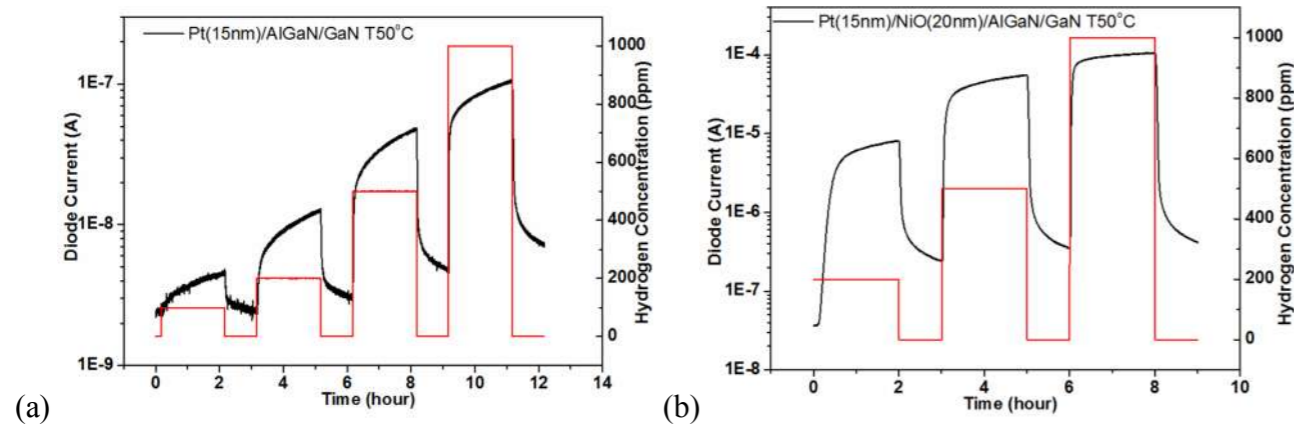 Pt(15nm)/AlGaN/GaN T50°C
1E-7
1E-8
1E-9
Diode Current (A)
0 2 4 6 8 10 12 14
Time (hour)
1000
800
600
400
200
0
Hydrogen Concentration (ppm)
(a)
Pt(15nm)/NiO(20nm)/AlGaN/GaN T50°C
1E-4
1E-5
1E-6
1E-7
1E-8
Diode Current (A)
0 2 4 6 8 10
Time (hour)
1000
800
600
400
200
0
Hydrogen Concentration (ppm)
(b)